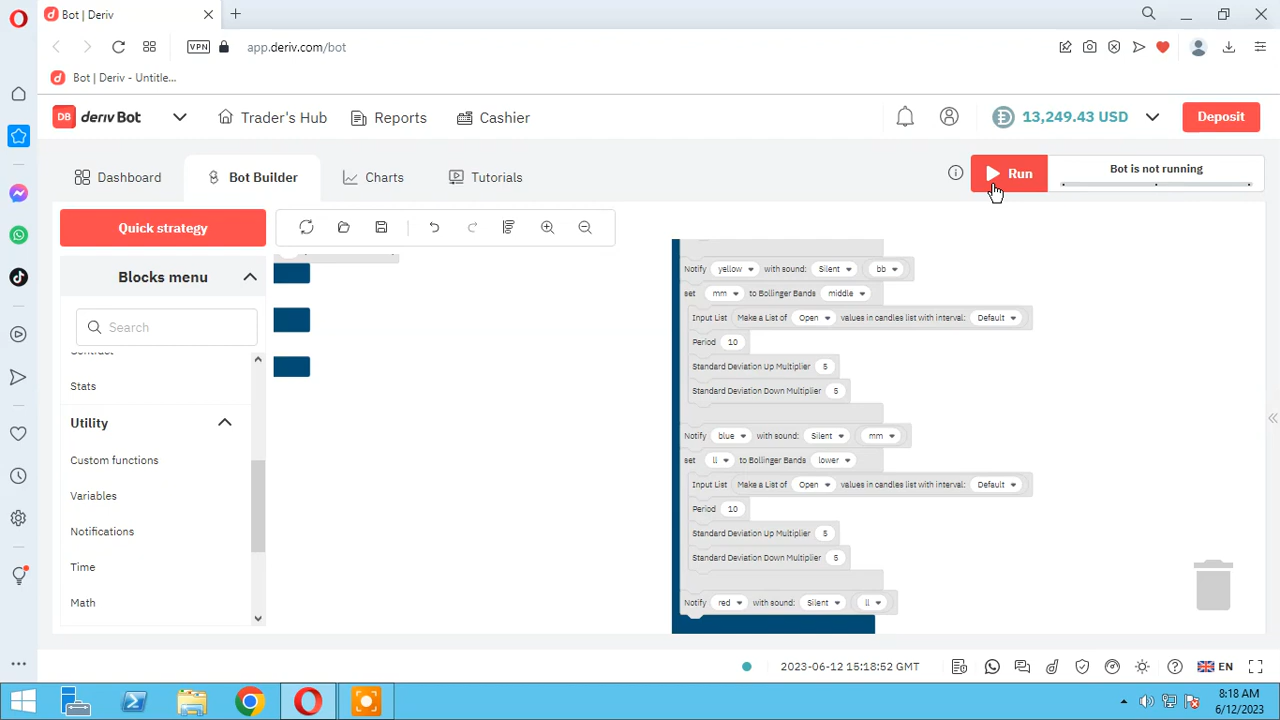 Bot | Deriv
VPN
app.deriv.com/bot
Bot | Deriv - Untitle...
DB deriv Bot
Trader's Hub
Reports
Cashier
13,249.43 USD
Deposit
Dashboard
Bot Builder
Charts
Tutorials
Run
Bot is not running
Quick strategy
Blocks menu
Search
Contract
Stats
Utility
Custom functions
Variables
Notifications
Time
Math
Notify yellow with sound: Silent bb
set mm to Bollinger Bands middle
Input List Make a List of Open values in candles list with interval: Default
Period 10
Standard Deviation Up Multiplier 5
Standard Deviation Down Multiplier 5
Notify blue with sound: Silent mm
set ll to Bollinger Bands lower
Input List Make a List of Open values in candles list with interval: Default
Period 10
Standard Deviation Up Multiplier 5
Standard Deviation Down Multiplier 5
Notify red with sound: Silent ll
2023-06-12 15:18:52 GMT
EN
8:18 AM
6/12/2023